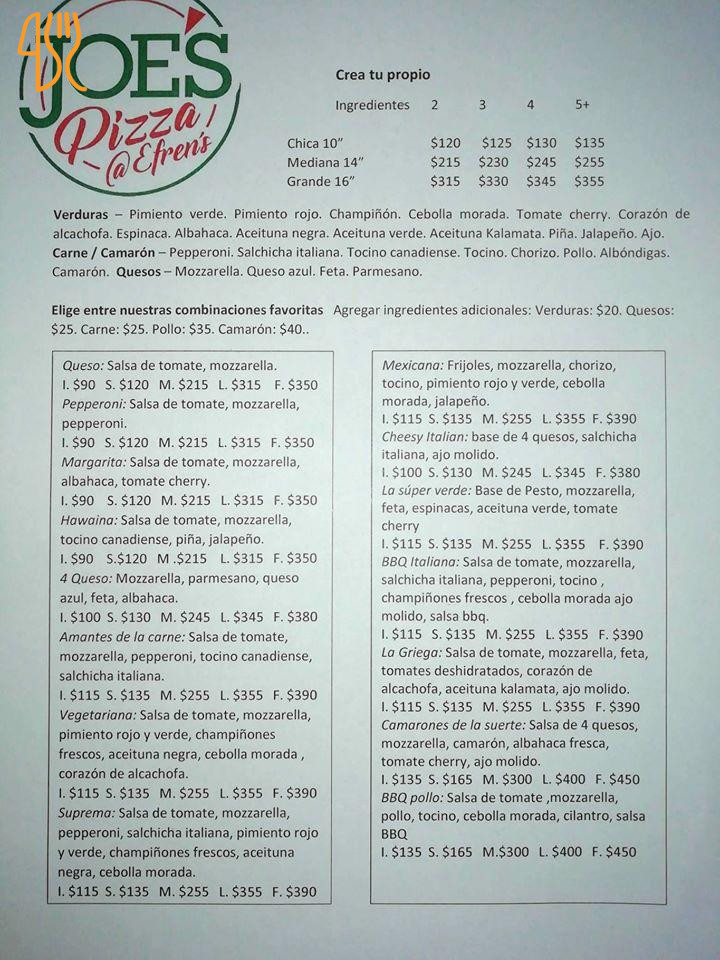 JOE'S
Pizza
@ Efren's
Crea tu propio
Ingredientes 2 3 4 5+
Chica 10” $120 $125 $130 $135
Mediana 14” $215 $230 $245 $255
Grande 16” $315 $330 $345 $355
Verduras – Pimiento verde. Pimiento rojo. Champiñón. Cebolla morada. Tomate cherry. Corazón de
alcachofa. Espinaca. Albahaca. Aceituna negra. Aceituna verde. Aceituna Kalamata. Piña. Jalapeño. Ajo.
Carne / Camarón – Pepperoni. Salchicha italiana. Tocino canadiense. Tocino. Chorizo. Pollo. Albóndigas.
Camarón. Quesos – Mozzarella. Queso azul. Feta. Parmesano.
Elige entre nuestras combinaciones favoritas Agregar ingredientes adicionales: Verduras: $20. Quesos:
$25. Carne: $25. Pollo: $35. Camarón: $40..
Queso: Salsa de tomate, mozzarella.
I. $90 S. $120 M. $215 L. $315 F. $350
Pepperoni: Salsa de tomate, mozzarella,
pepperoni.
I. $90 S. $120 M. $215 L. $315 F. $350
Margarita: Salsa de tomate, mozzarella,
albahaca, tomate cherry.
I. $90 S. $120 M. $215 L. $315 F. $350
Hawaina: Salsa de tomate, mozzarella,
tocino canadiense, piña, jalapeño.
I. $90 S.$120 M .$215 L. $315 F. $350
4 Queso: Mozzarella, parmesano, queso
azul, feta, albahaca.
I. $100 S. $130 M. $245 L. $345 F. $380
Amantes de la carne: Salsa de tomate,
mozzarella, pepperoni, tocino canadiense,
salchicha italiana.
I. $115 S. $135 M. $255 L. $355 F. $390
Vegetariana: Salsa de tomate, mozzarella,
pimiento rojo y verde, champiñones
frescos, aceituna negra, cebolla morada ,
corazón de alcachofa.
I. $115 S. $135 M. $255 L. $355 F. $390
Suprema: Salsa de tomate, mozzarella,
pepperoni, salchicha italiana, pimiento rojo
y verde, champiñones frescos, aceituna
negra, cebolla morada.
I. $115 S. $135 M. $255 L. $355 F. $390
Mexicana: Frijoles, mozzarella, chorizo,
tocino, pimiento rojo y verde, cebolla
morada, jalapeño.
I. $115 S. $135 M. $255 L. $355 F. $390
Cheesy Italian: base de 4 quesos, salchicha
italiana, ajo molido.
I. $100 S. $130 M. $245 L. $345 F. $380
La súper verde: Base de Pesto, mozzarella,
feta, espinacas, aceituna verde, tomate
cherry
I. $115 S. $135 M. $255 L. $355 F. $390
BBQ Italiana: Salsa de tomate, mozzarella,
salchicha italiana, pepperoni, tocino ,
champiñones frescos , cebolla morada ajo
molido, salsa bbq.
I. $115 S. $135 M. $255 L. $355 F. $390
La Griega: Salsa de tomate, mozzarella, feta,
tomates deshidratados, corazón de
alcachofa, aceituna kalamata, ajo molido.
I. $115 S. $135 M. $255 L. $355 F. $390
Camarones de la suerte: Salsa de 4 quesos,
mozzarella, camarón, albahaca fresca,
tomate cherry, ajo molido.
I. $135 S. $165 M. $300 L. $400 F. $450
BBQ pollo: Salsa de tomate ,mozzarella,
pollo, tocino, cebolla morada, cilantro, salsa
BBQ
I. $135 S. $165 M.$300 L. $400 F. $450